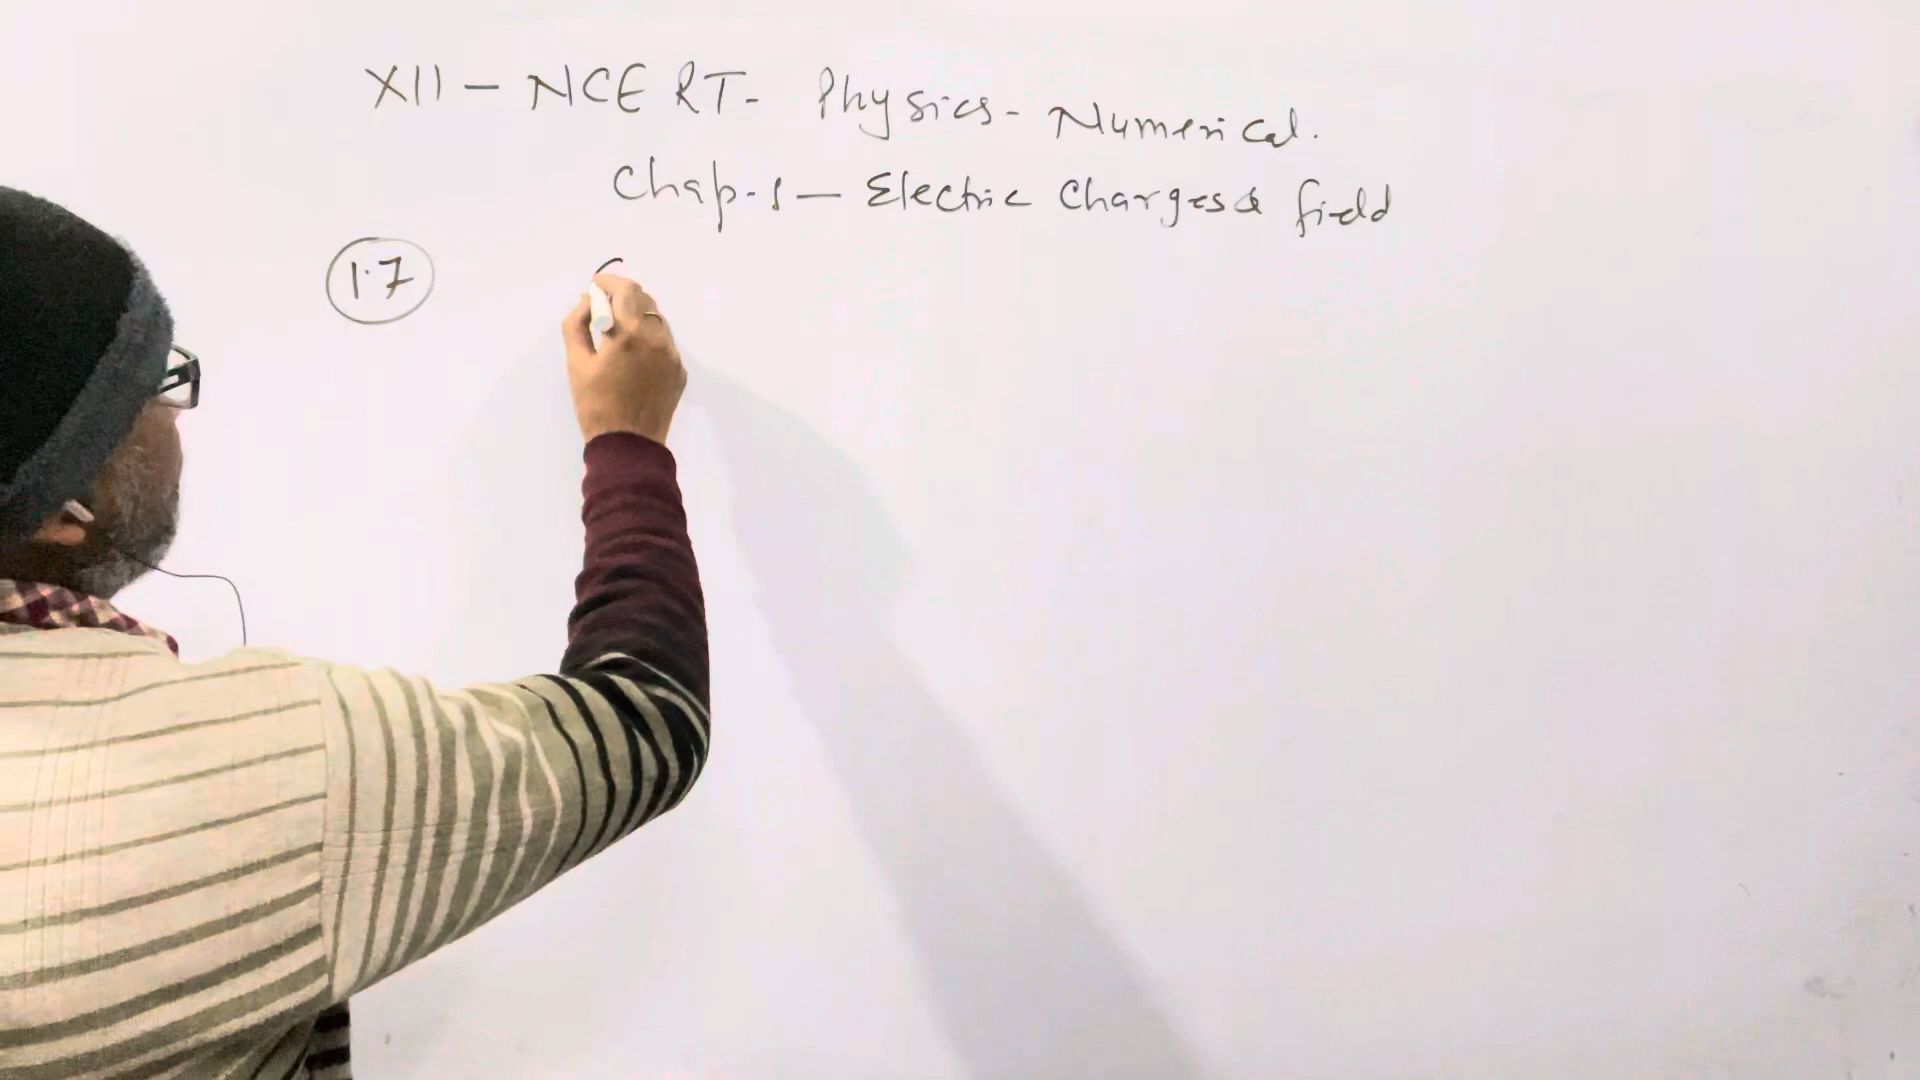 XII - NCERT - Physics - Numerical.
Chap-1 - Electric Charges & field
1.7